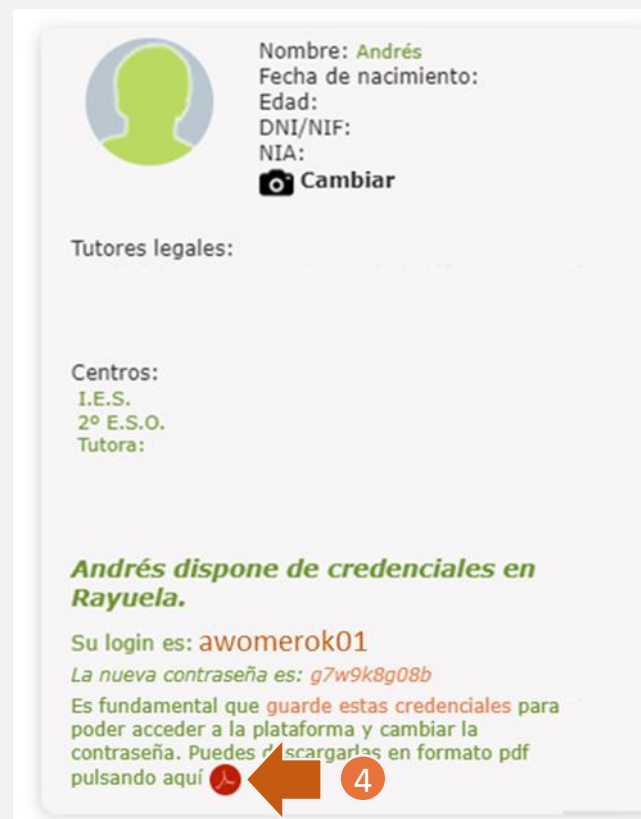 Nombre: Andrés
Fecha de nacimiento:
Edad:
DNI/NIF:
NIA:
Cambiar
Tutores legales:
Centros:
I.E.S.
2º E.S.O.
Tutora:
Andrés dispone de credenciales en
Rayuela.
Su login es: awomerok01
La nueva contraseña es: g7w9k8g08b
Es fundamental que guarde estas credenciales para
poder acceder a la plataforma y cambiar la
contraseña. Puedes descargarlas en formato pdf
pulsando aquí
4